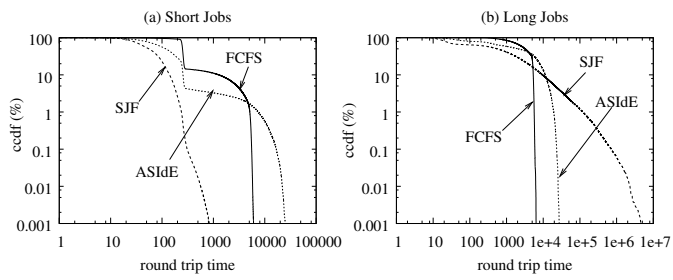 (a) Short Jobs
100
10
1
0.1
0.01
0.001
ccdf (%)
FCFS
SJF
ASIdE
1 10 100 1000 10000 100000
round trip time
(b) Long Jobs
100
10
1
0.1
0.01
0.001
ccdf (%)
SJF
ASIdE
FCFS
1 10 100 1000 1e+4 1e+5 1e+6 1e+7
round trip time